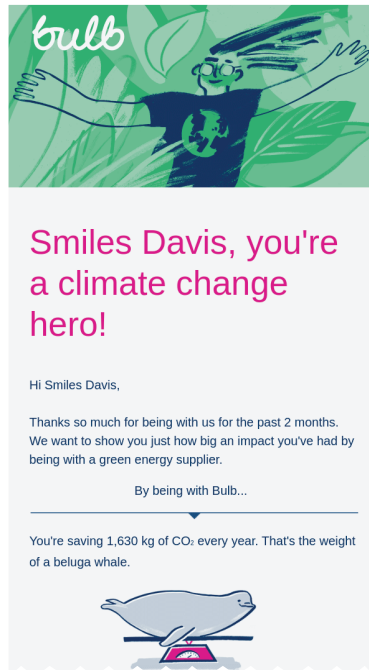 bulb
Smiles Davis, you're
a climate change
hero!
Hi Smiles Davis,
Thanks so much for being with us for the past 2 months.
We want to show you just how big an impact you've had by
being with a green energy supplier.
By being with Bulb...
You're saving 1,630 kg of CO₂ every year. That's the weight
of a beluga whale.